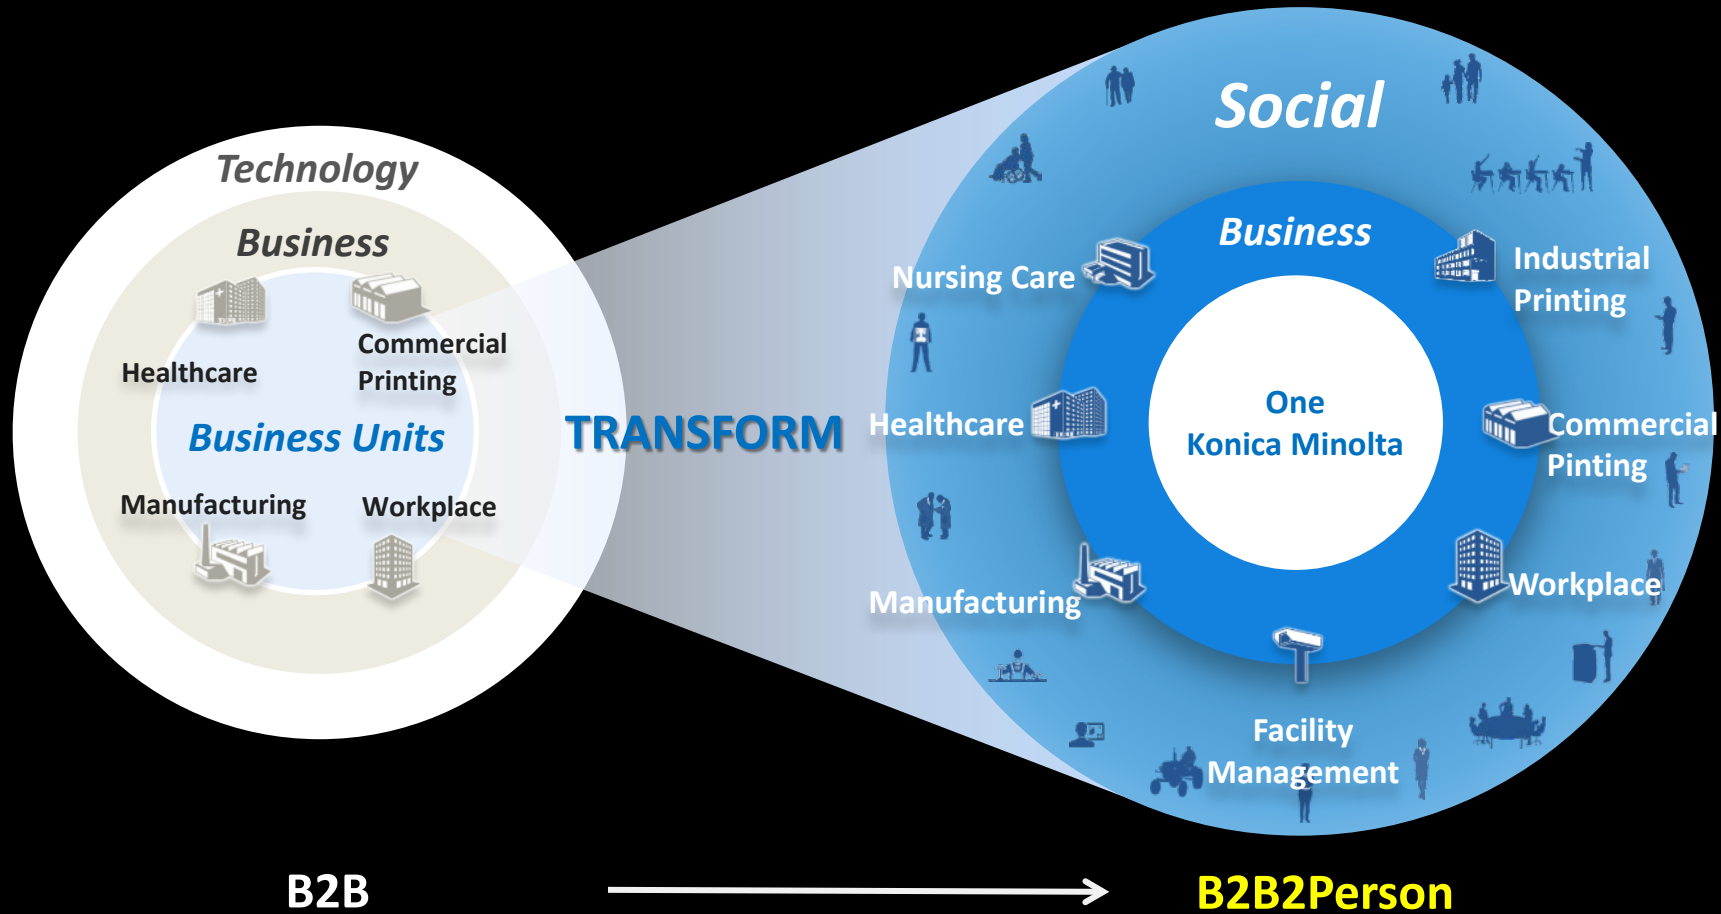 Technology
Business
Healthcare
Commercial
Printing
Business Units
Manufacturing
Workplace
TRANSFORM
Social
Business
Nursing Care
Industrial
Printing
Healthcare
One
Konica Minolta
Commercial
Pinting
Manufacturing
Workplace
Facility
Management
B2B
B2B2Person